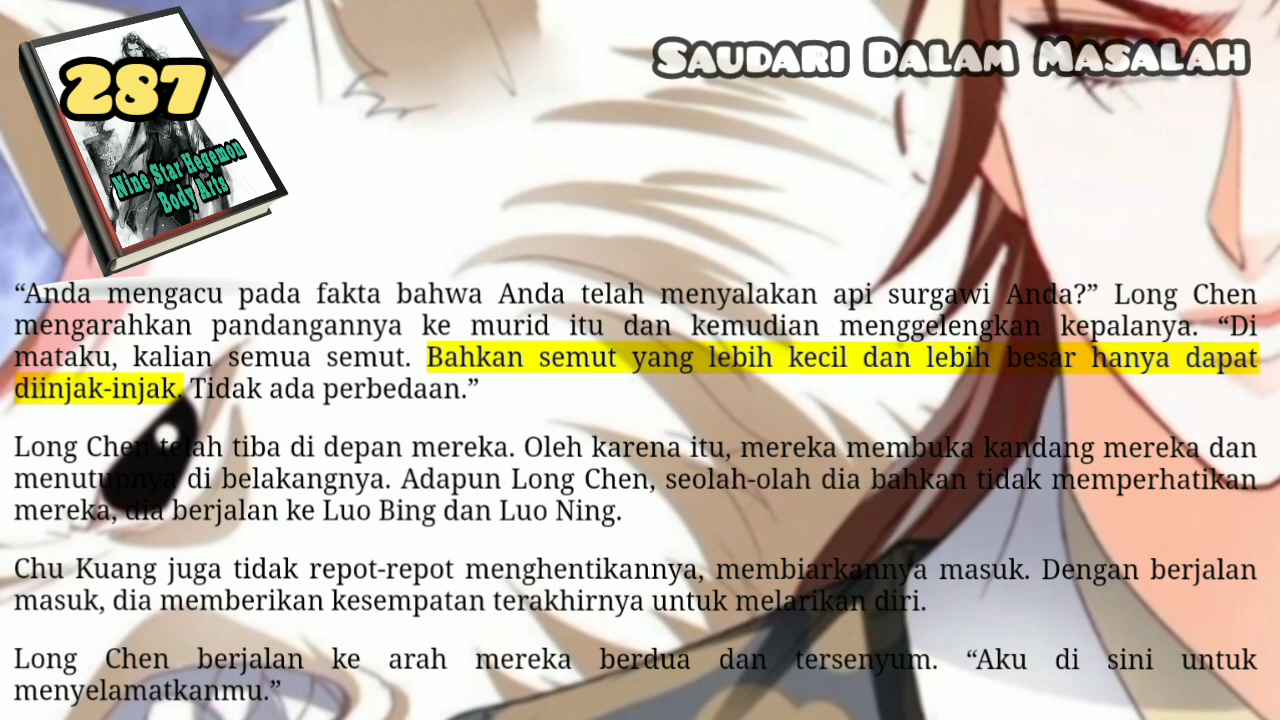 287
Nine Star Hegemon
Body Arts
Saudari Dalam Masalah
“Anda mengacu pada fakta bahwa Anda telah menyalakan api surgawi Anda?” Long Chen
mengarahkan pandangannya ke murid itu dan kemudian menggelengkan kepalanya. “Di
mataku, kalian semua semut. Bahkan semut yang lebih kecil dan lebih besar hanya dapat
diinjak-injak. Tidak ada perbedaan.”
Long Chen telah tiba di depan mereka. Oleh karena itu, mereka membuka kandang mereka dan
menutupnya di belakangnya. Adapun Long Chen, seolah-olah dia bahkan tidak memperhatikan
mereka, dia berjalan ke Luo Bing dan Luo Ning.
Chu Kuang juga tidak repot-repot menghentikannya, membiarkannya masuk. Dengan berjalan
masuk, dia memberikan kesempatan terakhirnya untuk melarikan diri.
Long Chen berjalan ke arah mereka berdua dan tersenyum. “Aku di sini untuk
menyelamatkanmu.”